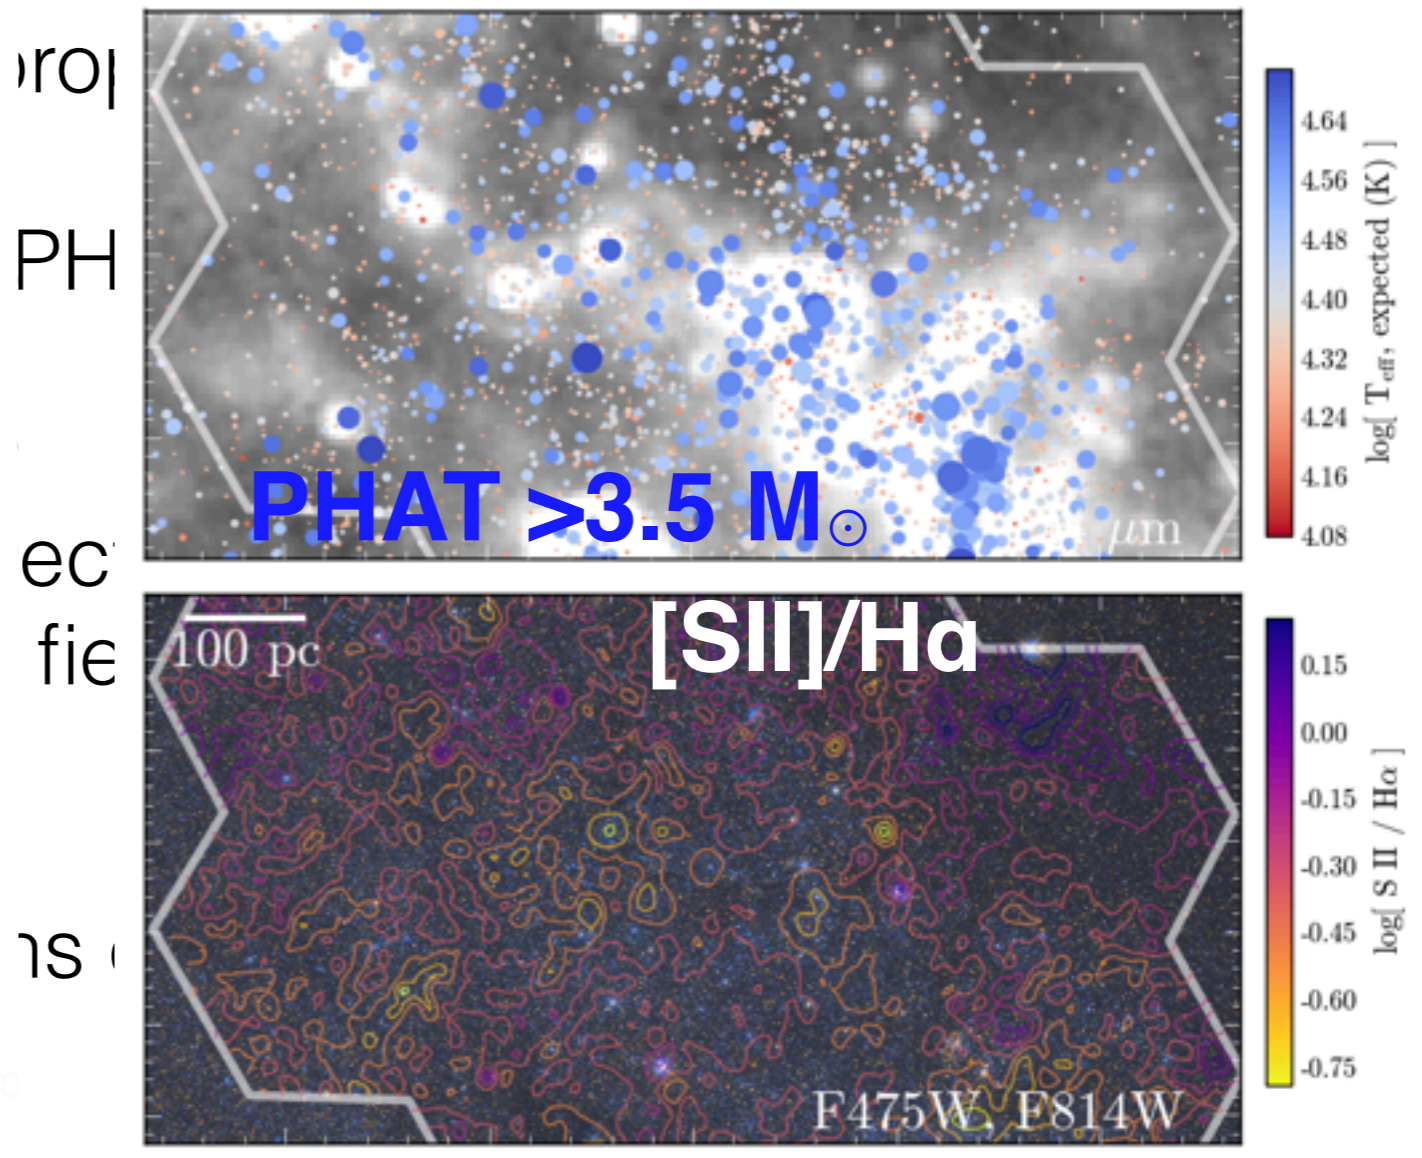 PH
ec
fie
ns
PHAT >3.5 M☉
μm
4.64
4.56
4.48
4.40
4.32
4.24
4.16
4.08
log[ T_eff, expected (K) ]
100 pc
[SII]/Hα
F475W, F814W
0.15
0.00
-0.15
-0.30
-0.45
-0.60
-0.75
log[ S II / Hα ]